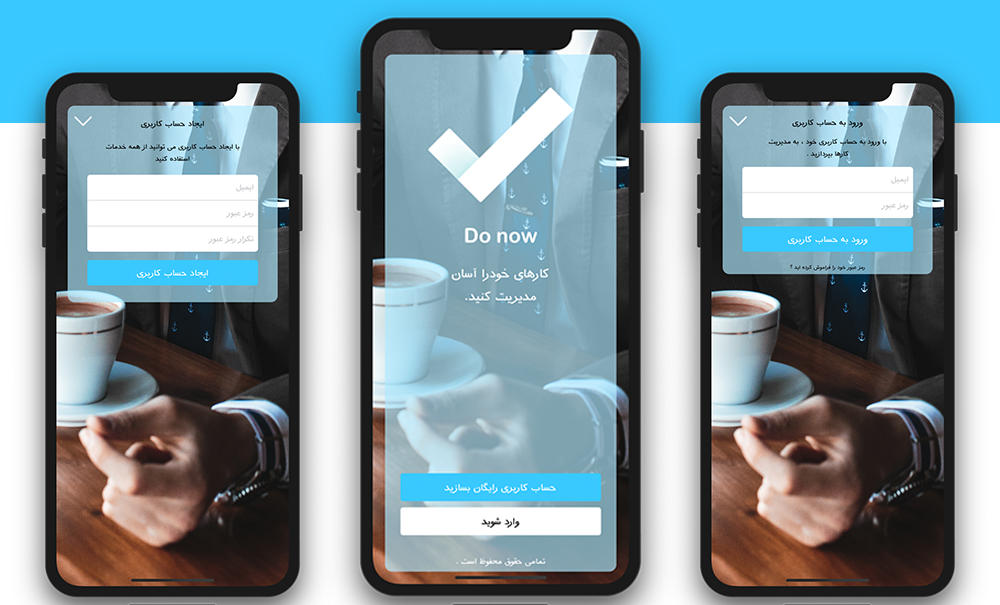 ایجاد حساب کاربری
با ایجاد حساب کاربری می توانید از همه خدمات
استفاده کنید
ایمیل
رمز عبور
تکرار رمز عبور
ایجاد حساب کاربری
Do now
کارهای خودرا آسان
مدیریت کنید.
حساب کاربری رایگان بسازید
وارد شوید
تمامی حقوق محفوظ است .
ورود به حساب کاربری
با ورود به حساب کاربری خود ، به مدیریت
کارها بپردازید .
ایمیل
رمز عبور
ورود به حساب کاربری
رمز عبور خود را فراموش کرده اید ؟